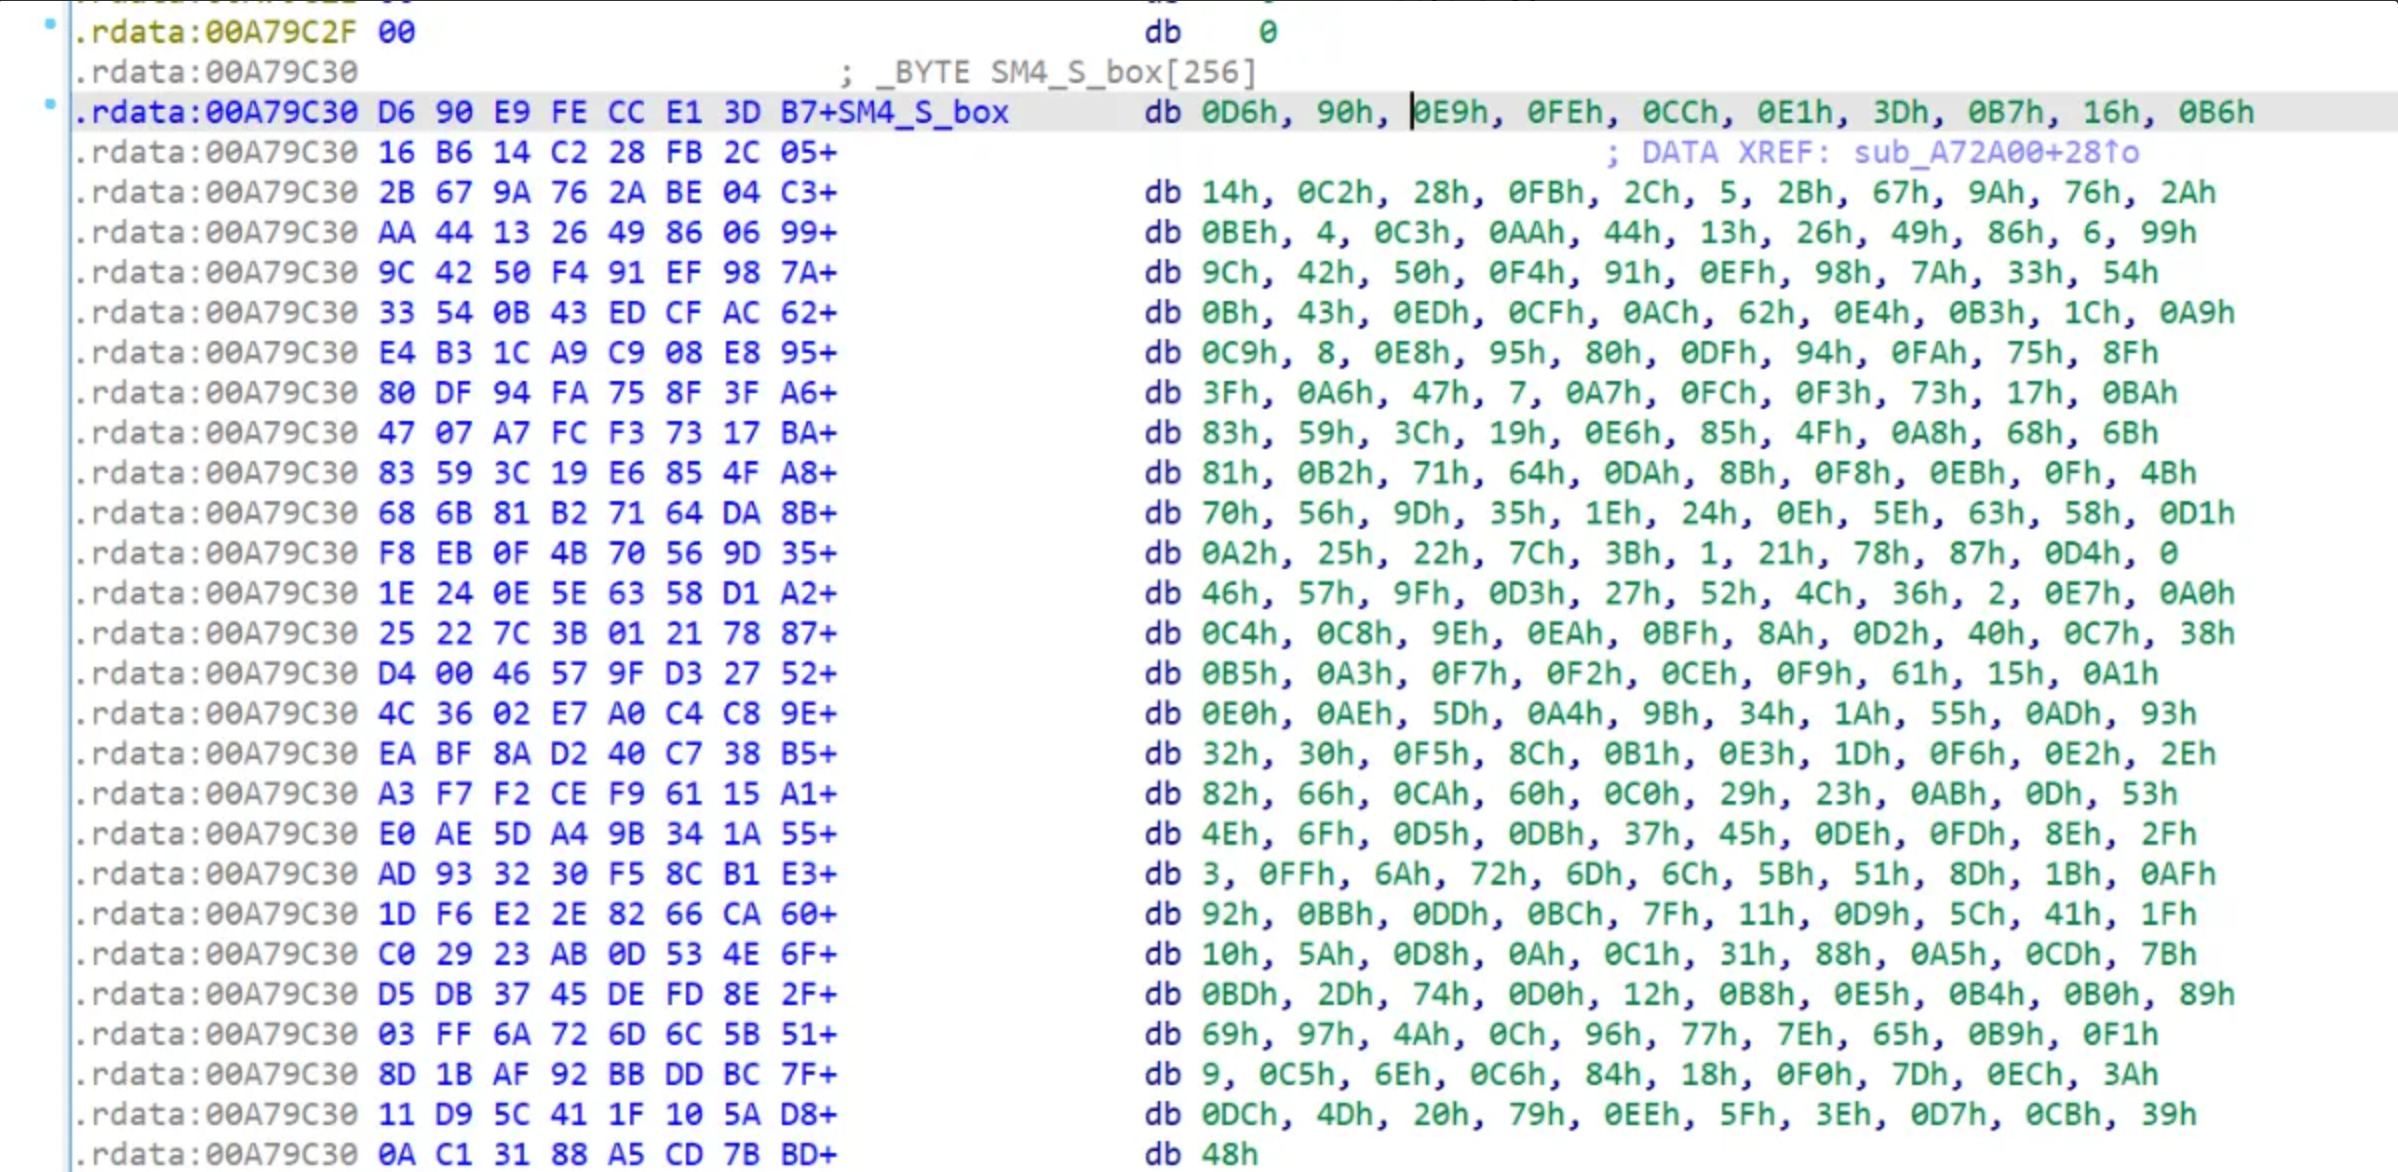 .rdata:00A79C2F 00 db 0
.rdata:00A79C30 ; _BYTE SM4_S_box[256]
.rdata:00A79C30 D6 90 E9 FE CC E1 3D B7+SM4_S_box db 0D6h, 90h, 0E9h, 0FEh, 0CCh, 0E1h, 3Dh, 0B7h, 16h, 0B6h
.rdata:00A79C30 16 B6 14 C2 28 FB 2C 05+ ; DATA XREF: sub_A72A00+28↑o
.rdata:00A79C30 2B 67 9A 76 2A BE 04 C3+ db 14h, 0C2h, 28h, 0FBh, 2Ch, 5, 2Bh, 67h, 9Ah, 76h, 2Ah
.rdata:00A79C30 AA 44 13 26 49 86 06 99+ db 0BEh, 4, 0C3h, 0AAh, 44h, 13h, 26h, 49h, 86h, 6, 99h
.rdata:00A79C30 9C 42 50 F4 91 EF 98 7A+ db 9Ch, 42h, 50h, 0F4h, 91h, 0EFh, 98h, 7Ah, 33h, 54h
.rdata:00A79C30 33 54 0B 43 ED CF AC 62+ db 0Bh, 43h, 0EDh, 0CFh, 0ACh, 62h, 0E4h, 0B3h, 1Ch, 0A9h
.rdata:00A79C30 E4 B3 1C A9 C9 08 E8 95+ db 0C9h, 8, 0E8h, 95h, 80h, 0DFh, 94h, 0FAh, 75h, 8Fh
.rdata:00A79C30 80 DF 94 FA 75 8F 3F A6+ db 3Fh, 0A6h, 47h, 7, 0A7h, 0FCh, 0F3h, 73h, 17h, 0BAh
.rdata:00A79C30 47 07 A7 FC F3 73 17 BA+ db 83h, 59h, 3Ch, 19h, 0E6h, 85h, 4Fh, 0A8h, 68h, 6Bh
.rdata:00A79C30 83 59 3C 19 E6 85 4F A8+ db 81h, 0B2h, 71h, 64h, 0DAh, 8Bh, 0F8h, 0EBh, 0Fh, 4Bh
.rdata:00A79C30 68 6B 81 B2 71 64 DA 8B+ db 70h, 56h, 9Dh, 35h, 1Eh, 24h, 0Eh, 5Eh, 63h, 58h, 0D1h
.rdata:00A79C30 F8 EB 0F 4B 70 56 9D 35+ db 0A2h, 25h, 22h, 7Ch, 3Bh, 1, 21h, 78h, 87h, 0D4h, 0
.rdata:00A79C30 1E 24 0E 5E 63 58 D1 A2+ db 46h, 57h, 9Fh, 0D3h, 27h, 52h, 4Ch, 36h, 2, 0E7h, 0A0h
.rdata:00A79C30 25 22 7C 3B 01 21 78 87+ db 0C4h, 0C8h, 9Eh, 0EAh, 0BFh, 8Ah, 0D2h, 40h, 0C7h, 38h
.rdata:00A79C30 D4 00 46 57 9F D3 27 52+ db 0B5h, 0A3h, 0F7h, 0F2h, 0CEh, 0F9h, 61h, 15h, 0A1h
.rdata:00A79C30 4C 36 02 E7 A0 C4 C8 9E+ db 0E0h, 0AEh, 5Dh, 0A4h, 9Bh, 34h, 1Ah, 55h, 0ADh, 93h
.rdata:00A79C30 EA BF 8A D2 40 C7 38 B5+ db 32h, 30h, 0F5h, 8Ch, 0B1h, 0E3h, 1Dh, 0F6h, 0E2h, 2Eh
.rdata:00A79C30 A3 F7 F2 CE F9 61 15 A1+ db 82h, 66h, 0CAh, 60h, 0C0h, 29h, 23h, 0ABh, 0Dh, 53h
.rdata:00A79C30 E0 AE 5D A4 9B 34 1A 55+ db 4Eh, 6Fh, 0D5h, 0DBh, 37h, 45h, 0DEh, 0FDh, 8Eh, 2Fh
.rdata:00A79C30 AD 93 32 30 F5 8C B1 E3+ db 3, 0FFh, 6Ah, 72h, 6Dh, 6Ch, 5Bh, 51h, 8Dh, 1Bh, 0AFh
.rdata:00A79C30 1D F6 E2 2E 82 66 CA 60+ db 92h, 0BBh, 0DDh, 0BCh, 7Fh, 11h, 0D9h, 5Ch, 41h, 1Fh
.rdata:00A79C30 C0 29 23 AB 0D 53 4E 6F+ db 10h, 5Ah, 0D8h, 0Ah, 0C1h, 31h, 88h, 0A5h, 0CDh, 7Bh
.rdata:00A79C30 D5 DB 37 45 DE FD 8E 2F+ db 0BDh, 2Dh, 74h, 0D0h, 12h, 0B8h, 0E5h, 0B4h, 0B0h, 89h
.rdata:00A79C30 03 FF 6A 72 6D 6C 5B 51+ db 69h, 97h, 4Ah, 0Ch, 96h, 77h, 7Eh, 65h, 0B9h, 0F1h
.rdata:00A79C30 8D 1B AF 92 BB DD BC 7F+ db 9, 0C5h, 6Eh, 0C6h, 84h, 18h, 0F0h, 7Dh, 0ECh, 3Ah
.rdata:00A79C30 11 D9 5C 41 1F 10 5A D8+ db 0DCh, 4Dh, 20h, 79h, 0EEh, 5Fh, 3Eh, 0D7h, 0CBh, 39h
.rdata:00A79C30 0A C1 31 88 A5 CD 7B BD+ db 48h